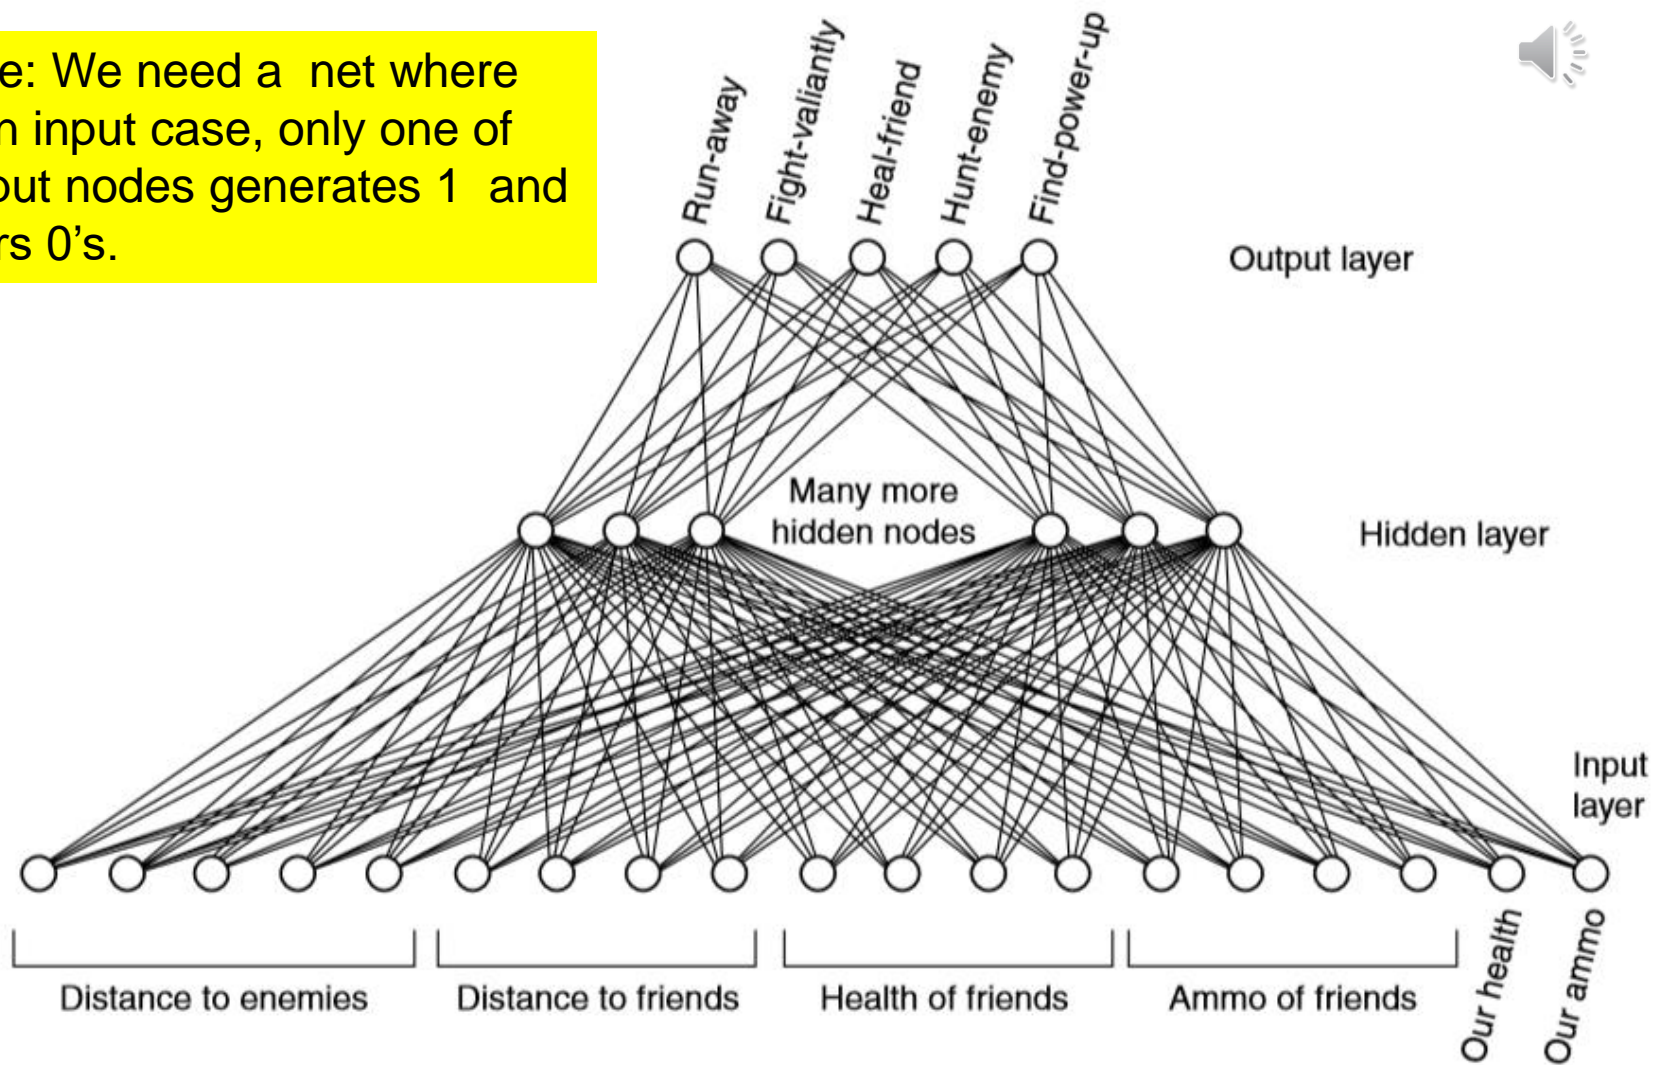 e: We need a net where
n input case, only one of
out nodes generates 1 and
rs 0's.
Run-away
Fight-valiantly
Heal-friend
Hunt-enemy
Find-power-up
Output layer
Many more
hidden nodes
Hidden layer
Input
layer
Distance to enemies
Distance to friends
Health of friends
Ammo of friends
Our health
Our ammo